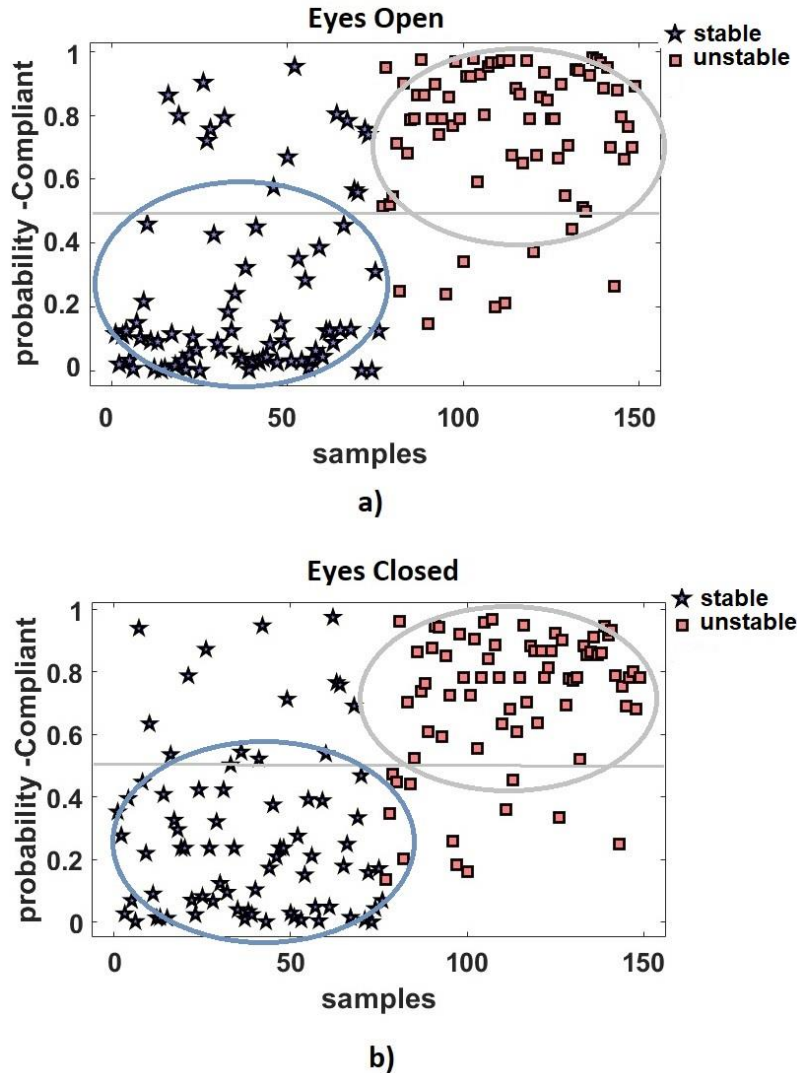 Eyes Open
stable
unstable
1
0.8
0.6
0.4
0.2
0
probability -Compliant
0 50 100 150
samples
a)
Eyes Closed
stable
unstable
1
0.8
0.6
0.4
0.2
0
probability -Compliant
0 50 100 150
samples
b)